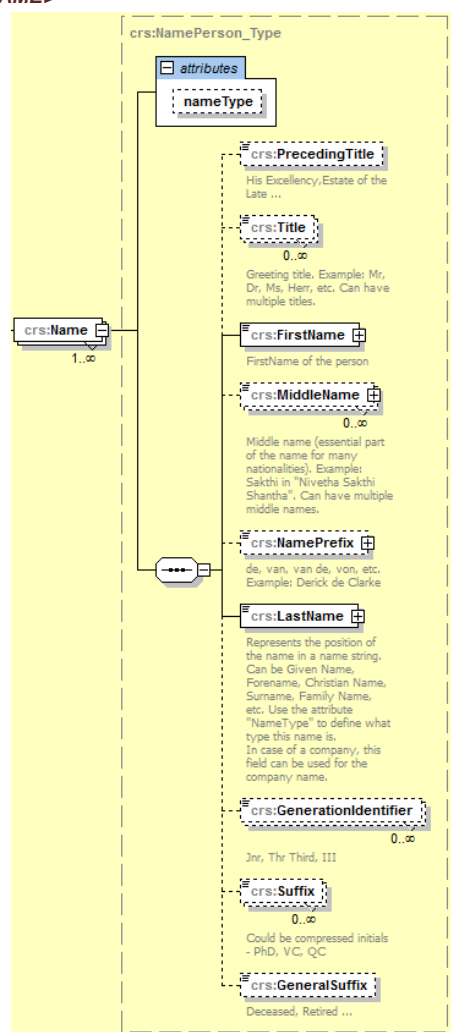 crs:NamePerson_Type
attributes
nameType
crs:PrecedingTitle
His Excellency,Estate of the
Late ...
crs:Title
0..∞
Greeting title. Example: Mr,
Dr, Ms, Herr, etc. Can have
multiple titles.
crs:Name
1..∞
crs:FirstName
FirstName of the person
crs:MiddleName
0..∞
Middle name (essential part
of the name for many
nationalities). Example:
Sakthi in "Nivetha Sakthi
Shantha". Can have multiple
middle names.
crs:NamePrefix
de, van, van de, von, etc.
Example: Derick de Clarke
crs:LastName
Represents the position of
the name in a name string.
Can be Given Name,
Forename, Christian Name,
Surname, Family Name,
etc. Use the attribute
"NameType" to define what
type this name is.
In case of a company, this
field can be used for the
company name.
crs:GenerationIdentifier
0..∞
Jnr, Thr Third, III
crs:Suffix
0..∞
Could be compressed initials
- PhD, VC, QC
crs:GeneralSuffix
Deceased, Retired ...